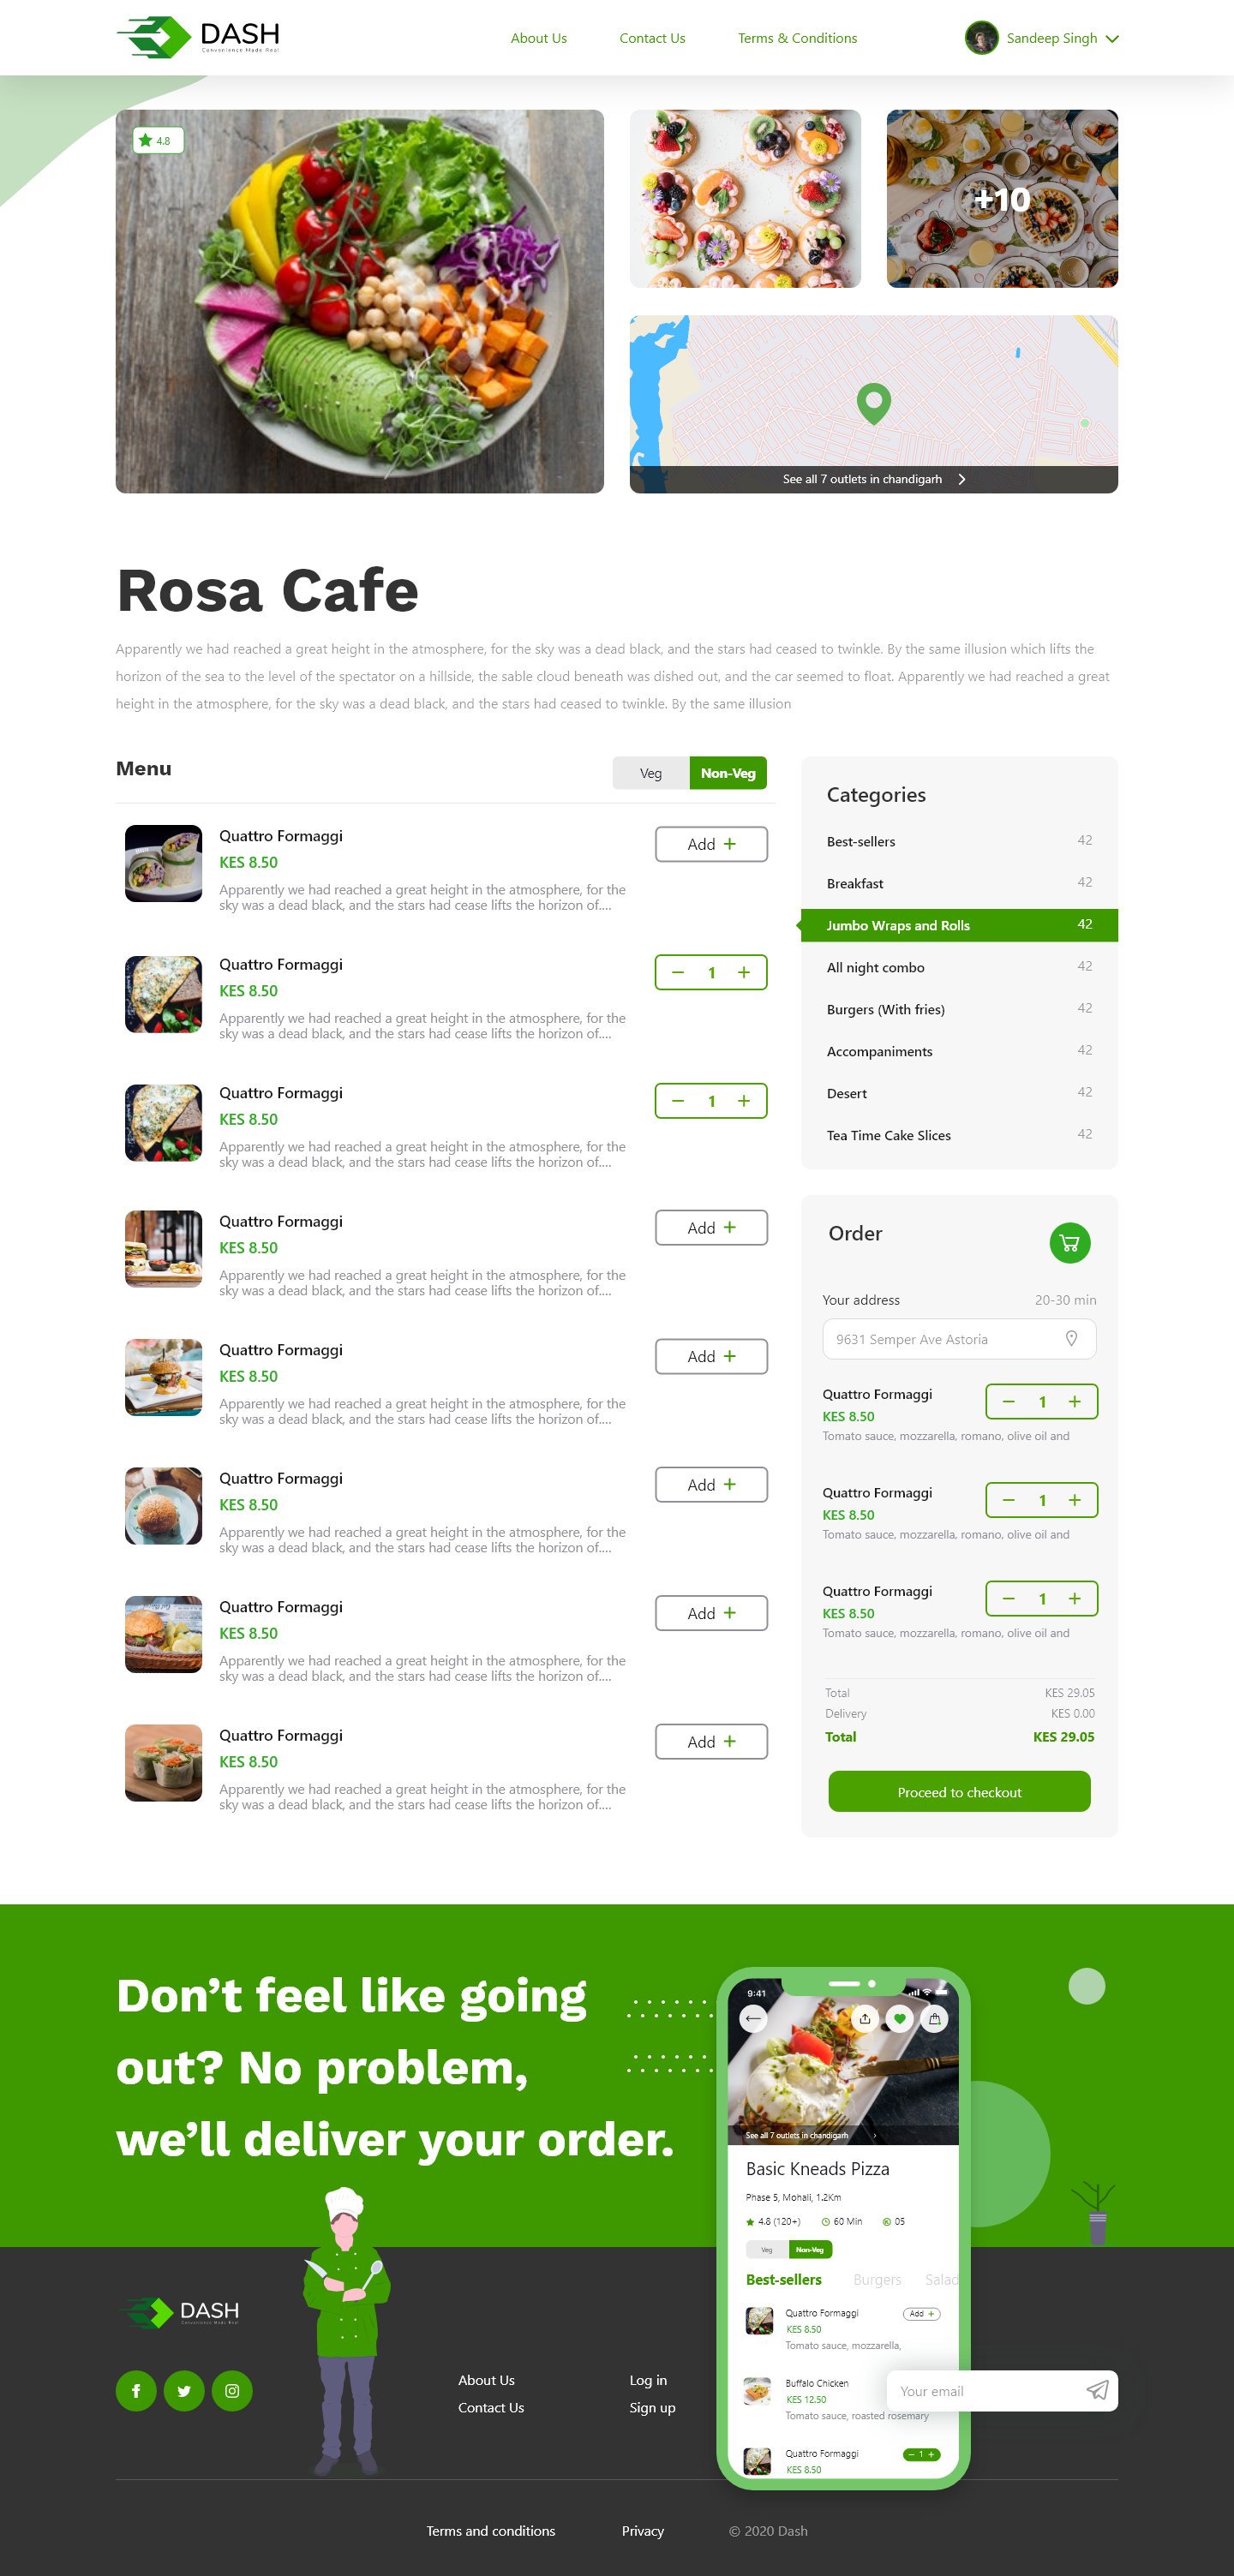 DASH
Convenience Made Real
About Us
Contact Us
Terms & Conditions
Sandeep Singh
4.8
+10
See all 7 outlets in chandigarh
Rosa Cafe
Apparently we had reached a great height in the atmosphere, for the sky was a dead black, and the stars had ceased to twinkle. By the same illusion which lifts the
horizon of the sea to the level of the spectator on a hillside, the sable cloud beneath was dished out, and the car seemed to float. Apparently we had reached a great
height in the atmosphere, for the sky was a dead black, and the stars had ceased to twinkle. By the same illusion
Menu
Veg
Non-Veg
Quattro Formaggi
KES 8.50
Apparently we had reached a great height in the atmosphere, for the
sky was a dead black, and the stars had cease lifts the horizon of....
Add +
Quattro Formaggi
KES 8.50
Apparently we had reached a great height in the atmosphere, for the
sky was a dead black, and the stars had cease lifts the horizon of....
− 1 +
Quattro Formaggi
KES 8.50
Apparently we had reached a great height in the atmosphere, for the
sky was a dead black, and the stars had cease lifts the horizon of....
− 1 +
Quattro Formaggi
KES 8.50
Apparently we had reached a great height in the atmosphere, for the
sky was a dead black, and the stars had cease lifts the horizon of....
Add +
Quattro Formaggi
KES 8.50
Apparently we had reached a great height in the atmosphere, for the
sky was a dead black, and the stars had cease lifts the horizon of....
Add +
Quattro Formaggi
KES 8.50
Apparently we had reached a great height in the atmosphere, for the
sky was a dead black, and the stars had cease lifts the horizon of....
Add +
Quattro Formaggi
KES 8.50
Apparently we had reached a great height in the atmosphere, for the
sky was a dead black, and the stars had cease lifts the horizon of....
Add +
Quattro Formaggi
KES 8.50
Apparently we had reached a great height in the atmosphere, for the
sky was a dead black, and the stars had cease lifts the horizon of....
Add +
Categories
Best-sellers 42
Breakfast 42
Jumbo Wraps and Rolls 42
All night combo 42
Burgers (With fries) 42
Accompaniments 42
Desert 42
Tea Time Cake Slices 42
Order
Your address 20-30 min
9631 Semper Ave Astoria
Quattro Formaggi
KES 8.50
Tomato sauce, mozzarella, romano, olive oil and
− 1 +
Quattro Formaggi
KES 8.50
Tomato sauce, mozzarella, romano, olive oil and
− 1 +
Quattro Formaggi
KES 8.50
Tomato sauce, mozzarella, romano, olive oil and
− 1 +
Total KES 29.05
Delivery KES 0.00
Total KES 29.05
Proceed to checkout
Don’t feel like going
out? No problem,
we’ll deliver your order.
9:41
See all 7 outlets in chandigarh
Basic Kneads Pizza
Phase 5, Mohali, 1.2Km
4.8 (120+) 60 Min 05
Veg Non-Veg
Best-sellers Burgers Salad
Quattro Formaggi
KES 8.50
Tomato sauce, mozzarella,
Add +
Buffalo Chicken
KES 12.50
Tomato sauce, roasted rosemary
Quattro Formaggi
KES 8.50
− 1 +
DASH
Convenience Made Real
About Us
Contact Us
Log in
Sign up
Your email
Terms and conditions
Privacy
© 2020 Dash